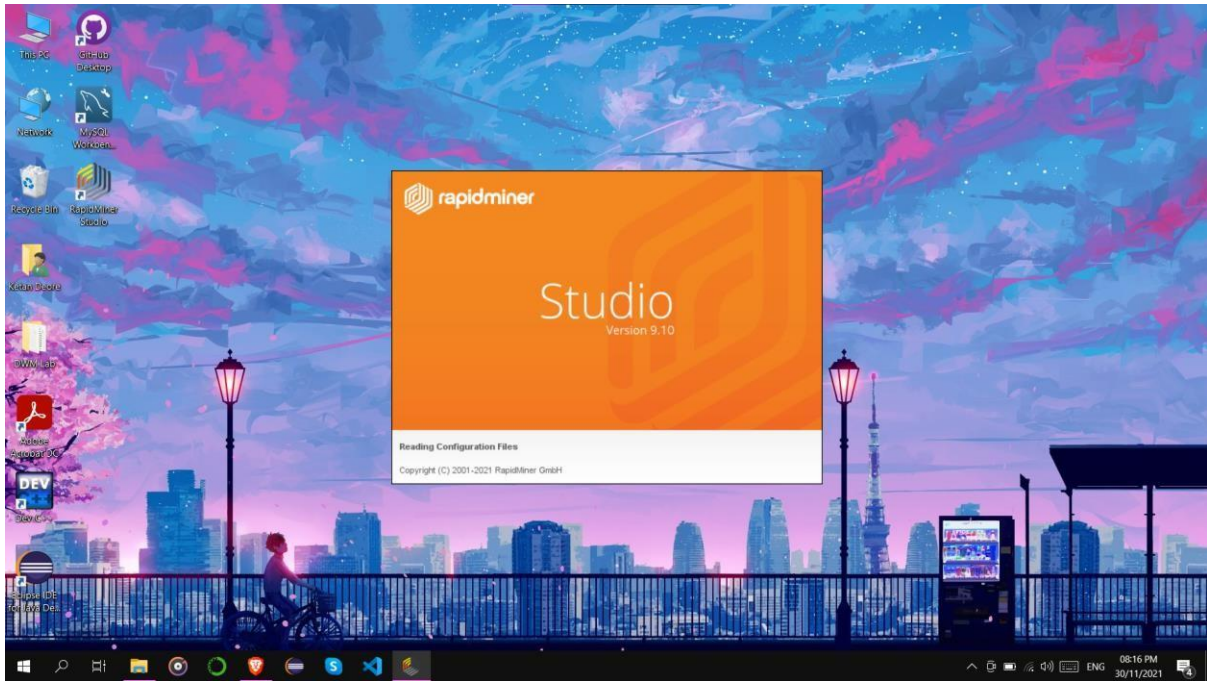 This PC
GitHub
Desktop
Network
MySQL
Workben...
Recycle Bin
RapidMiner
Studio
Ketan Deore
DWM Lab
Adobe
Acrobat DC
DEV
Dev-C++
Eclipse IDE
for Java De...
rapidminer
Studio
Version 9.10
Reading Configuration Files
Copyright (C) 2001-2021 RapidMiner GmbH
ENG
08:16 PM
30/11/2021
4